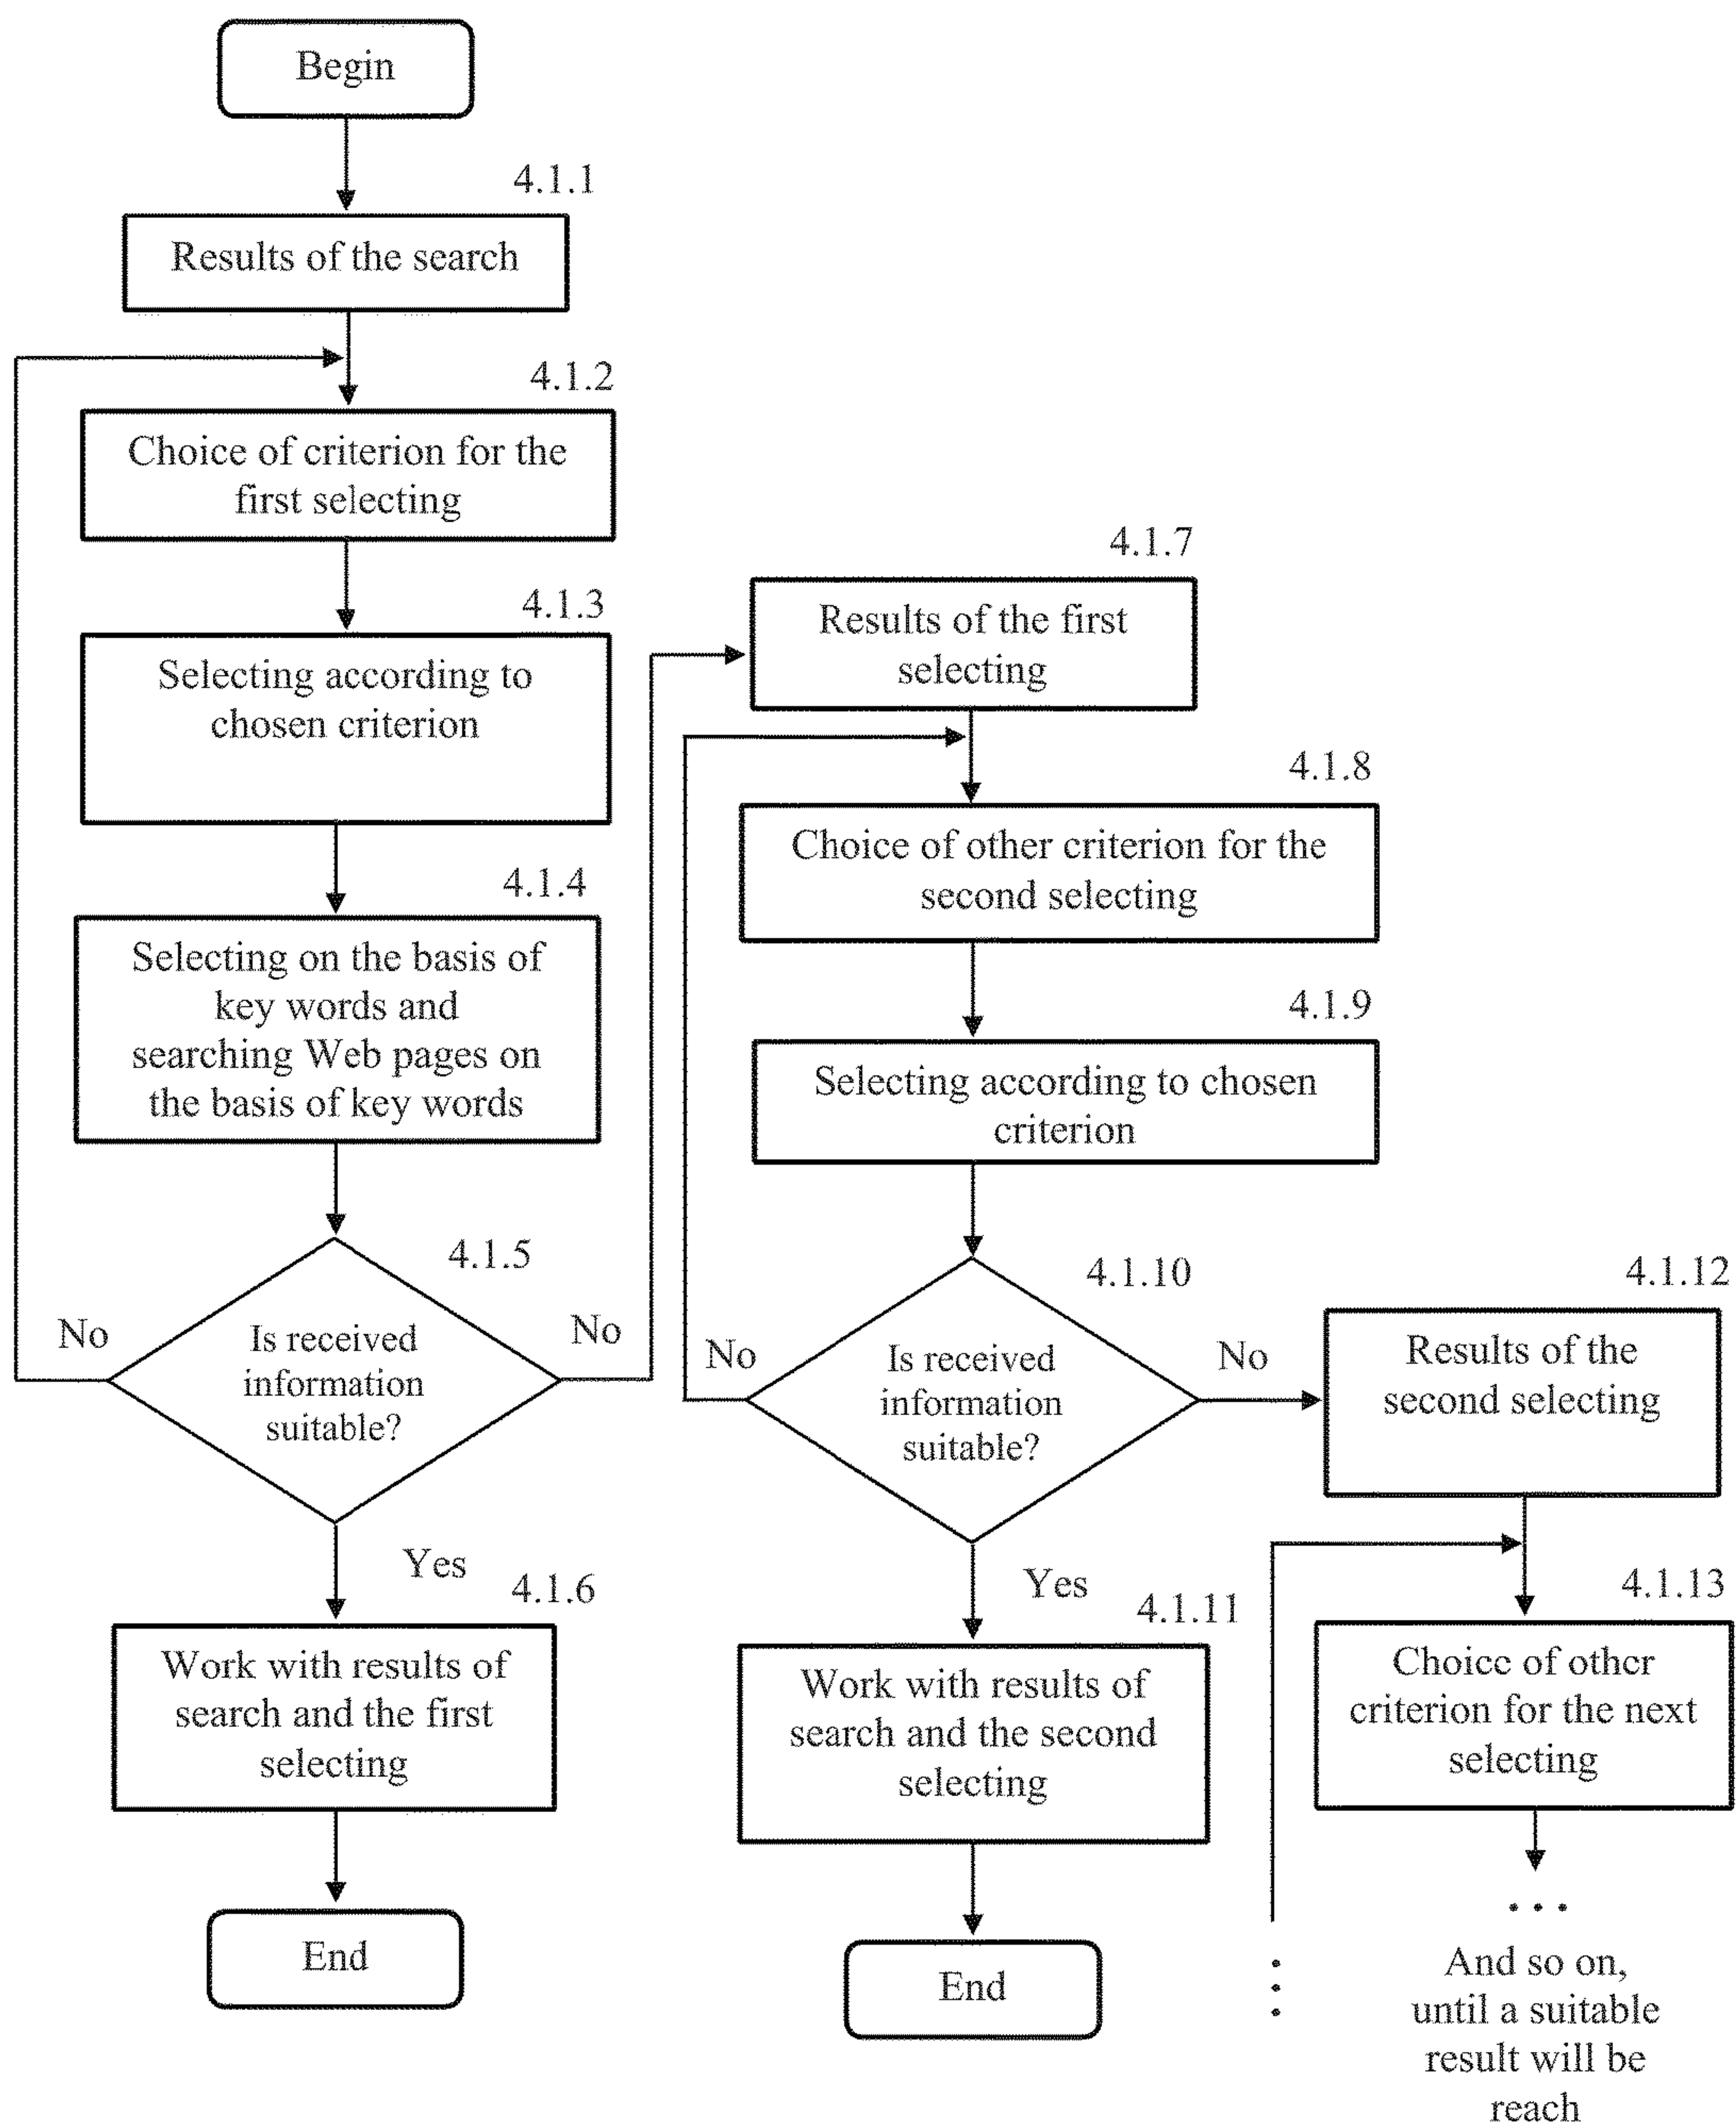 Begin
4.1.1
Results of the search
4.1.2
Choice of criterion for the
first selecting
4.1.3
Selecting according to
chosen criterion
4.1.4
Selecting on the basis of
key words and
searching Web pages on
the basis of key words
4.1.5
No
No
Is received
information
suitable?
Yes
4.1.6
Work with results of
search and the first
selecting
End
4.1.7
Results of the first
selecting
4.1.8
Choice of other criterion for the
second selecting
4.1.9
Selecting according to chosen
criterion
4.1.10
No
No
Is received
information
suitable?
Yes
4.1.11
Work with results of
search and the second
selecting
End
4.1.12
Results of the
second selecting
4.1.13
Choice of other
criterion for the next
selecting
. . .
And so on,
until a suitable
result will be
reach